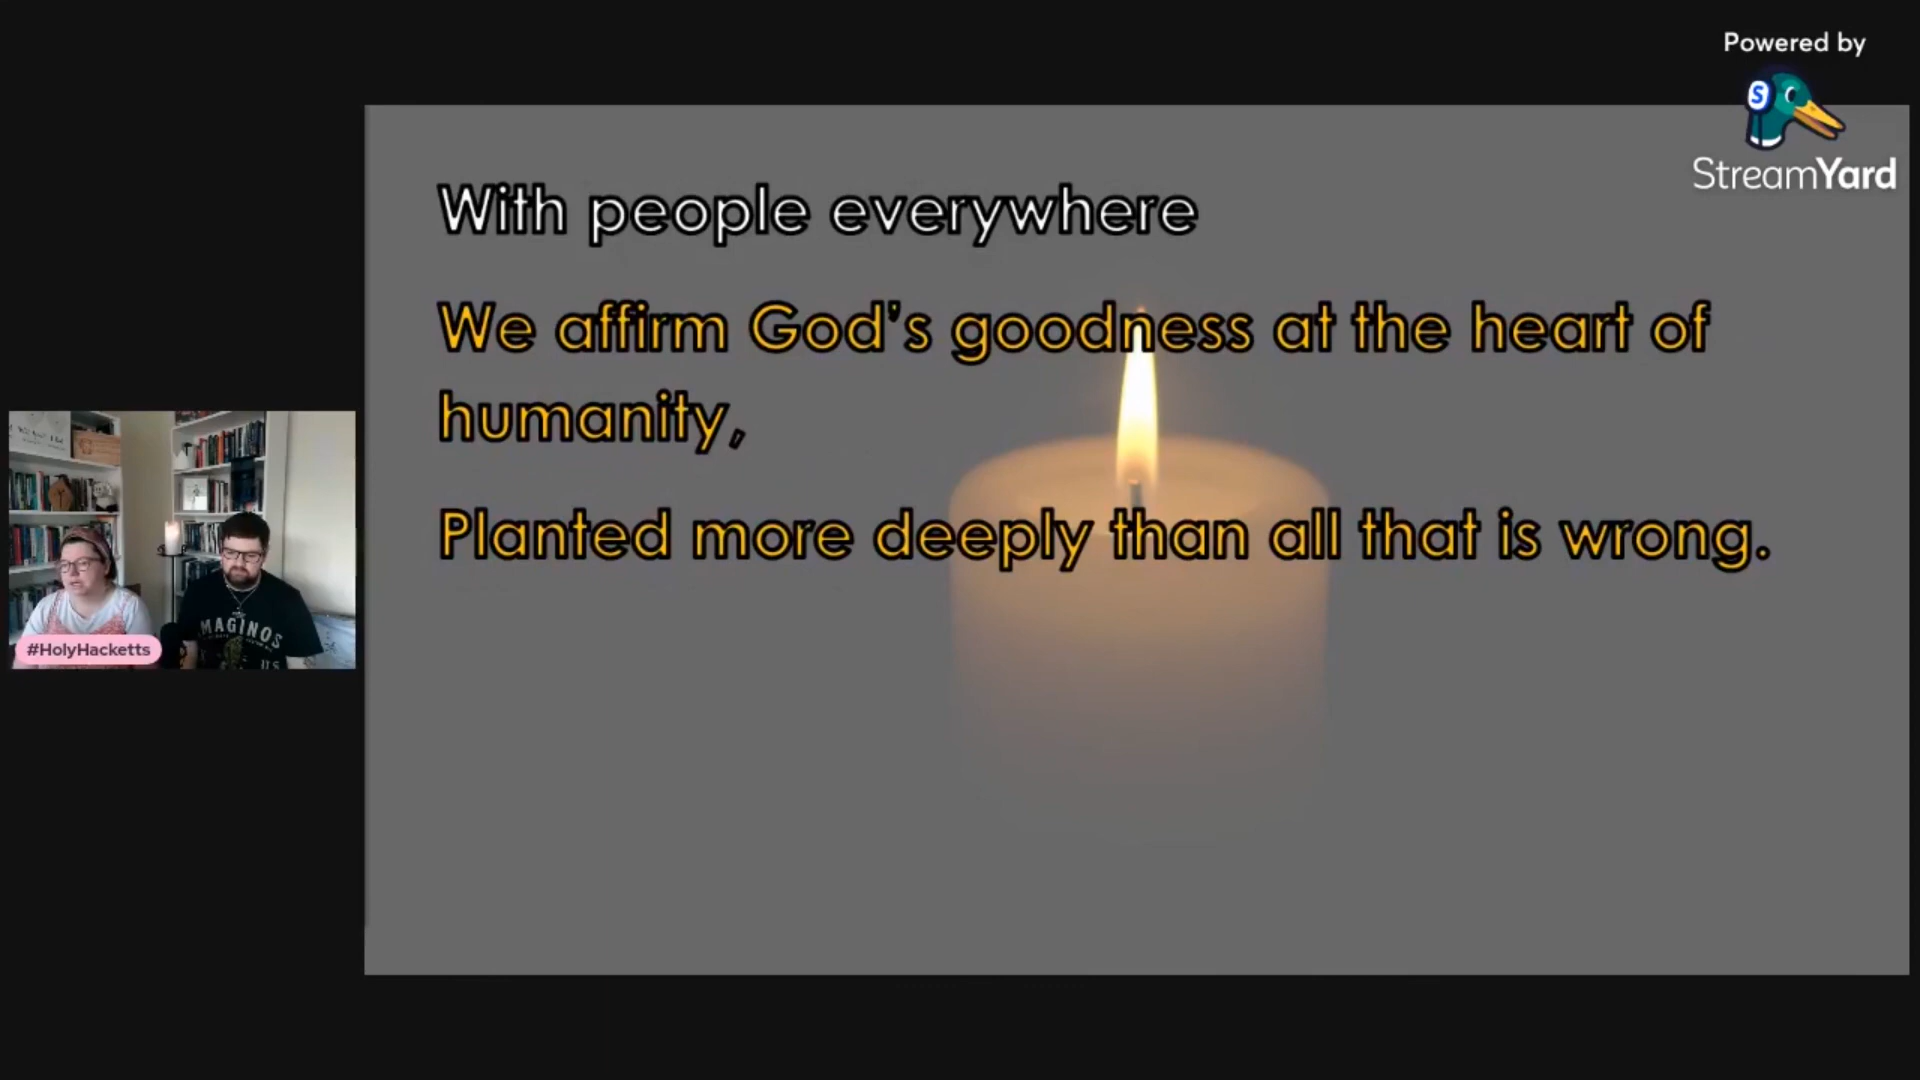 Powered by
StreamYard
With people everywhere
We affirm God's goodness at the heart of
humanity,
Planted more deeply than all that is wrong.
#HolyHacketts